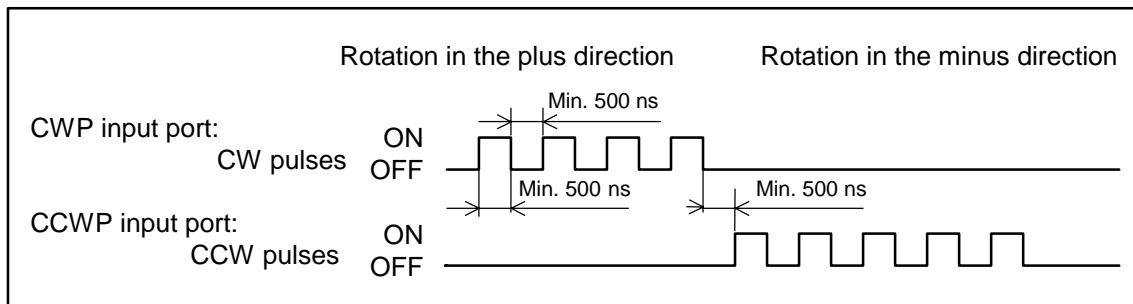 Rotation in the plus direction
Rotation in the minus direction
Min. 500 ns
CWP input port:
CW pulses
ON
OFF
Min. 500 ns
Min. 500 ns
CCWP input port:
CCW pulses
ON
OFF